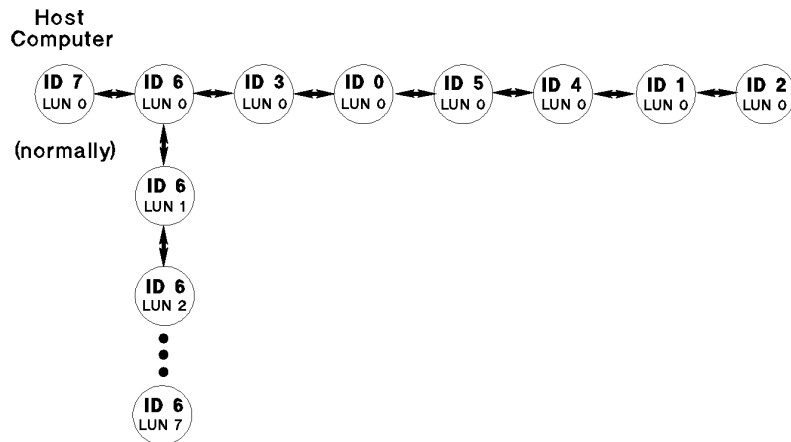 Host
Computer
ID 7 ID 6 ID 3 ID 0 ID 5 ID 4 ID 1 ID 2
LUN 0 LUN 0 LUN 0 LUN 0 LUN 0 LUN 0 LUN 0 LUN 0
(normally)
ID 6
LUN 1
ID 6
LUN 2
ID 6
LUN 7